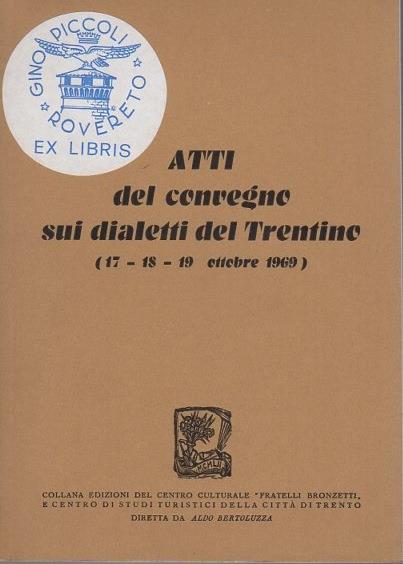 GINO PICCOLI
ROVERETO
EX LIBRIS
ATTI
del convegno
sui dialetti del Trentino
( 17 - 18 - 19 ottobre 1969 )
MCMLII
COLLANA EDIZIONI DEL CENTRO CULTURALE "FRATELLI BRONZETTI„
E CENTRO DI STUDI TURISTICI DELLA CITTÀ DI TRENTO
DIRETTA DA ALDO BERTOLUZZA